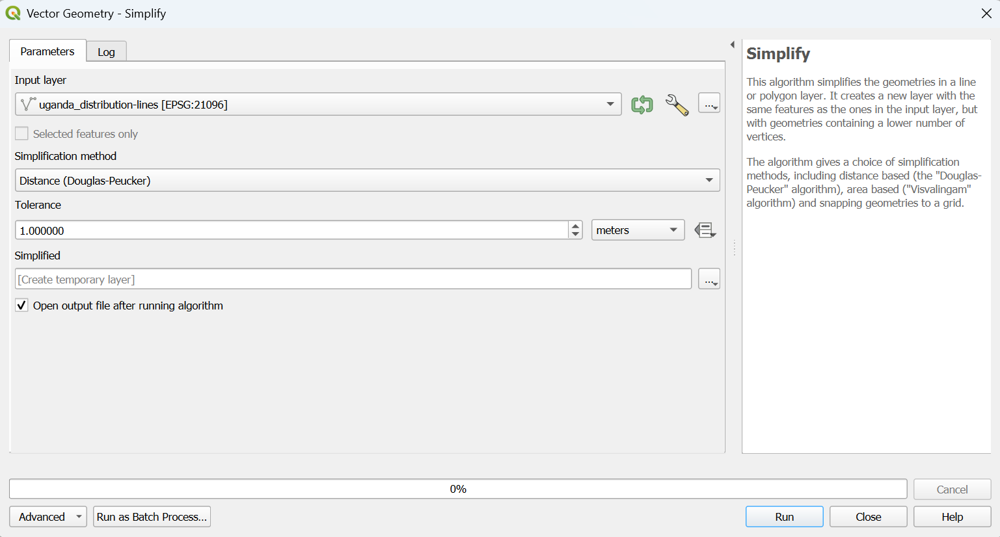 Vector Geometry - Simplify
Parameters
Log
Input layer
uganda_distribution-lines [EPSG:21096]
...
Selected features only
Simplification method
Distance (Douglas-Peucker)
Tolerance
1.000000
meters
Simplified
[Create temporary layer]
...
Open output file after running algorithm
Simplify
This algorithm simplifies the geometries in a line
or polygon layer. It creates a new layer with the
same features as the ones in the input layer, but
with geometries containing a lower number of
vertices.
The algorithm gives a choice of simplification
methods, including distance based (the "Douglas-
Peucker" algorithm), area based ("Visvalingam"
algorithm) and snapping geometries to a grid.
0%
Cancel
Advanced
Run as Batch Process...
Run
Close
Help